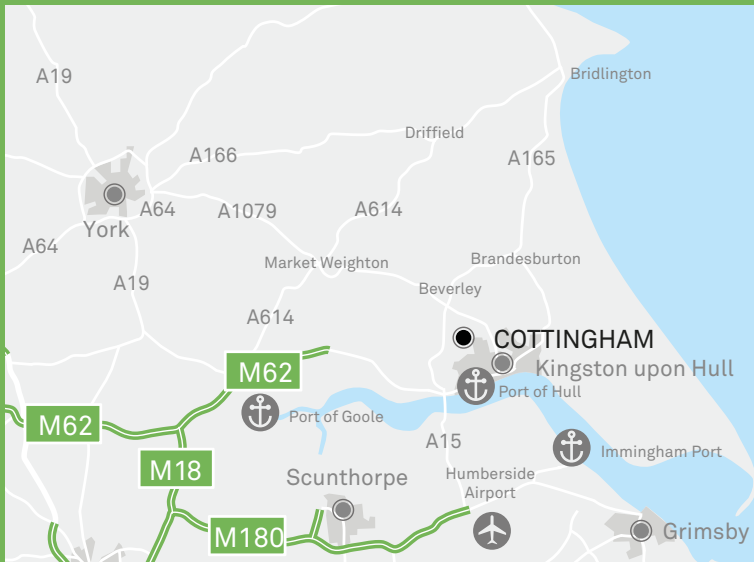 Bridlington
A19
Driffield
A166
A165
York
A64
A1079
A614
A64
Market Weighton
Brandesburton
A19
Beverley
A614
COTTINGHAM
M62
Kingston upon Hull
Port of Hull
M62
Port of Goole
A15
Immingham Port
M18
Scunthorpe
Humberside
Airport
M180
Grimsby